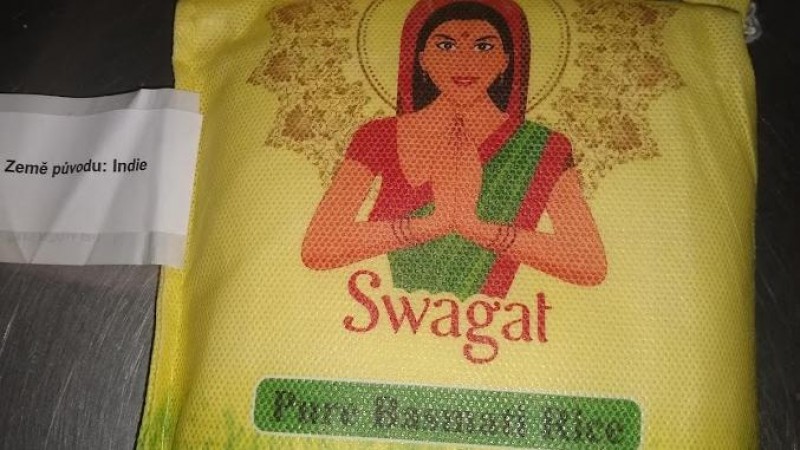 Země původu: Indie
Swagat
Pure Basmati Rice